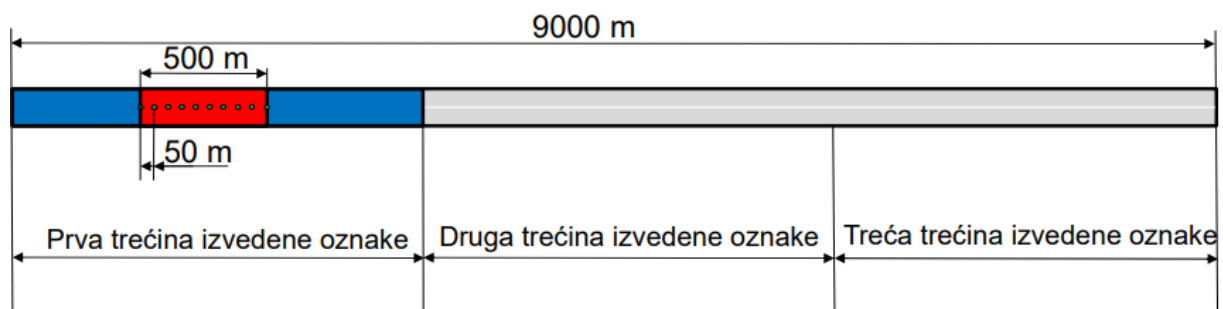 9000 m
500 m
50 m
Prva trećina izvedene oznake
Druga trećina izvedene oznake
Treća trećina izvedene oznake